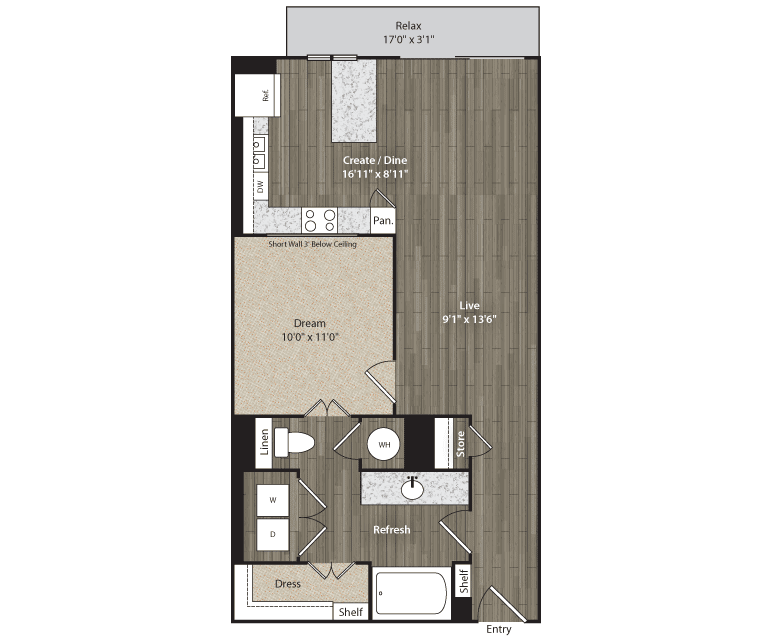 Relax
17'0" x 3'1"
Ref.
Create / Dine
16'11" x 8'11"
DW
Pan.
Short Wall 3' Below Ceiling
Live
9'1" x 13'6"
Dream
10'0" x 11'0"
Linen
WH
Store
W
Refresh
D
Dress
Shelf
Shelf
Entry